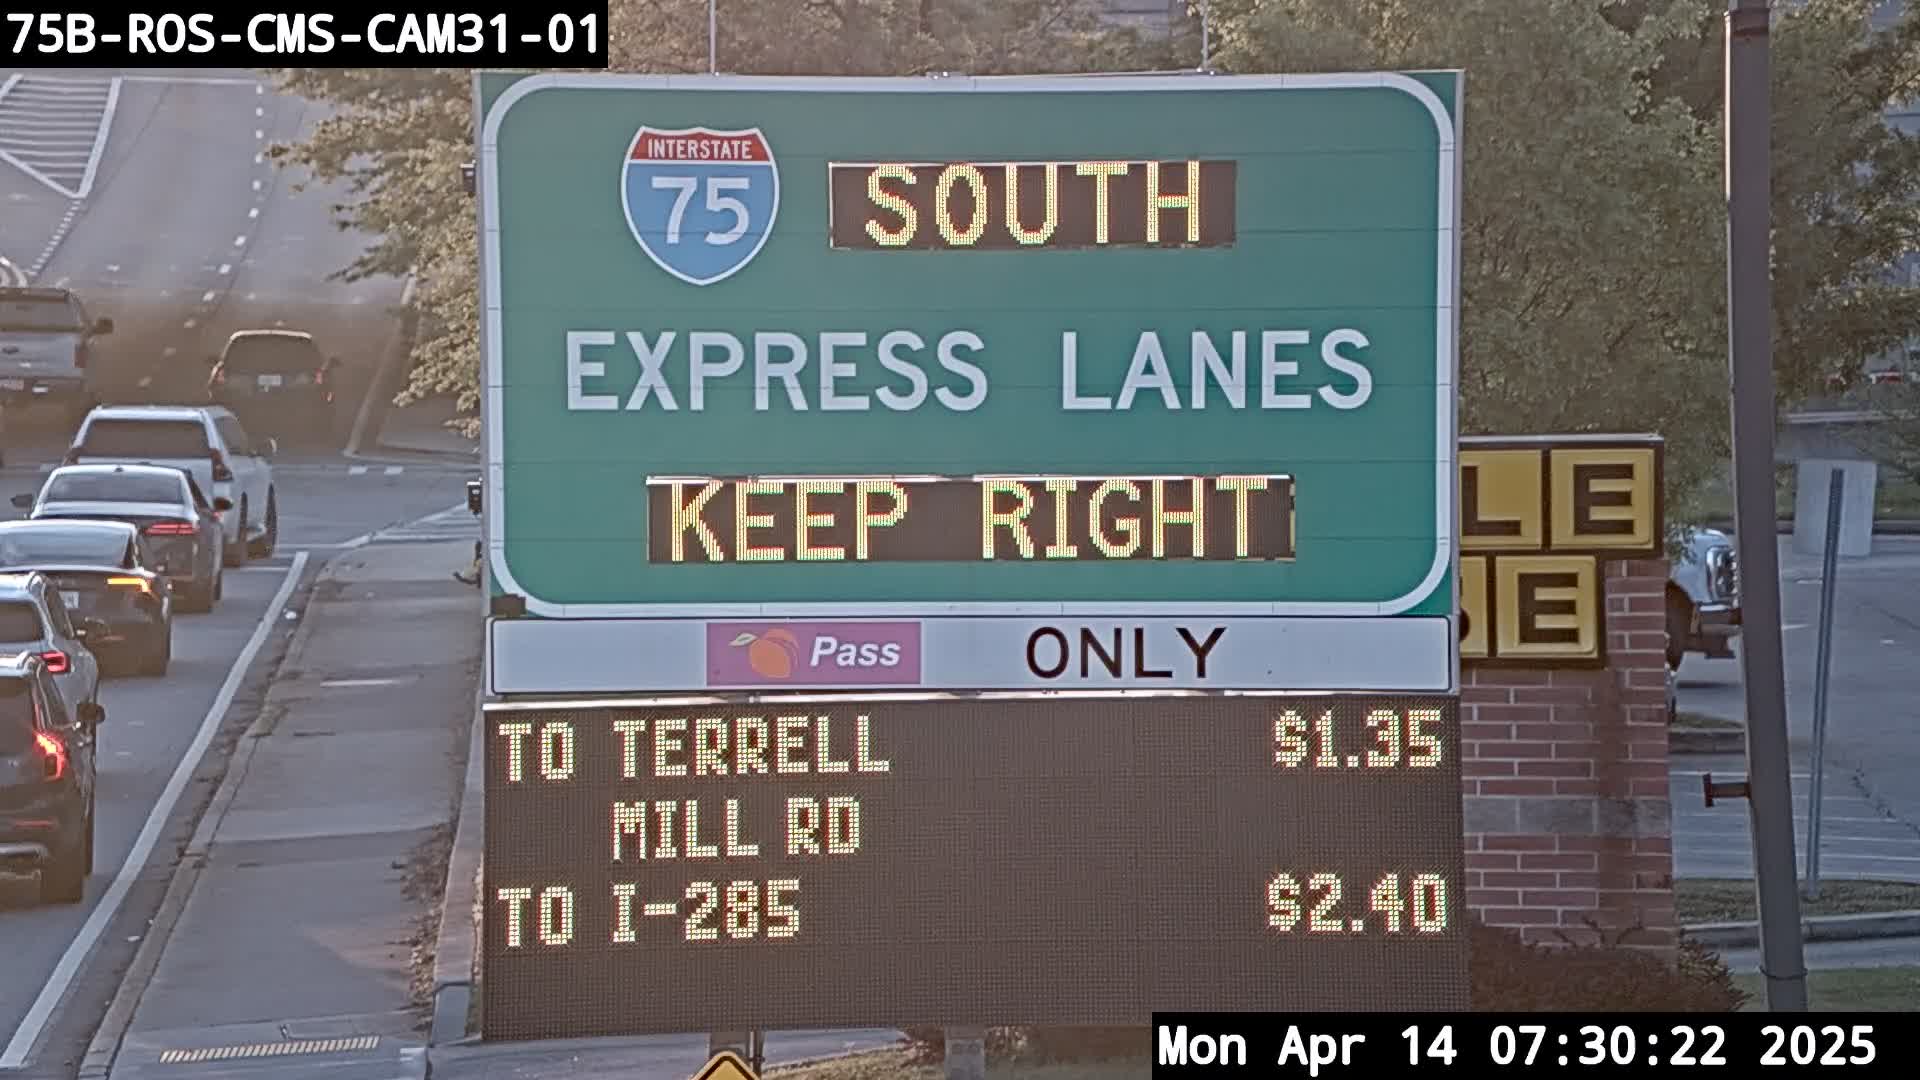 75B-ROS-CMS-CAM31-01
INTERSTATE
75
SOUTH
EXPRESS LANES
KEEP RIGHT
Pass ONLY
TO TERRELL $1.35
MILL RD
TO I-285 $2.40
LE
E
Mon Apr 14 07:30:22 2025